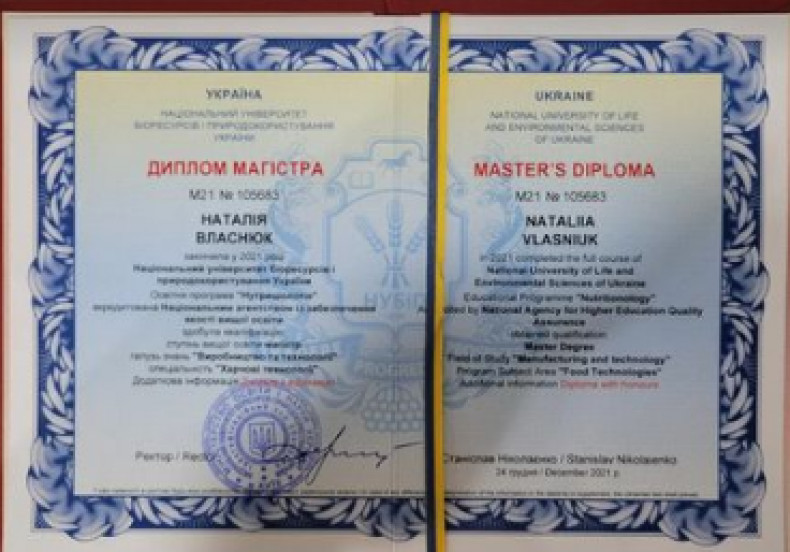 УКРАЇНА
НАЦІОНАЛЬНИЙ УНІВЕРСИТЕТ
БІОРЕСУРСІВ І ПРИРОДОКОРИСТУВАННЯ
УКРАЇНИ
ДИПЛОМ МАГІСТРА
М21 № 105683
НАТАЛІЯ
ВЛАСНЮК
закінчила у 2021 році
Національний університет біоресурсів і
природокористування України
Освітня програма "Нутриціологія"
акредитована Національним агентством із забезпечення
якості вищої освіти
здобула кваліфікацію:
ступінь вищої освіти магістр
галузь знань "Виробництво та технології"
спеціальність "Харчові технології"
Додаткова інформація
Ректор / Rector
UKRAINE
NATIONAL UNIVERSITY OF LIFE
AND ENVIRONMENTAL SCIENCES
OF UKRAINE
MASTER'S DIPLOMA
М21 № 105683
NATALIIA
VLASNIUK
in 2021 completed the full course of
National University of Life and
Environmental Sciences of Ukraine
Educational Programme "Nutritionology"
by National Agency for Higher Education Quality
Assurance
obtained qualification:
Master Degree
Field of Study "Manufacturing and technology"
Program Subject Area "Food Technologies"
Additional information Diploma with honours
Станіслав Ніколаєнко / Stanislav Nikolaienko
24 грудня / December 2021 р.
НУБІП